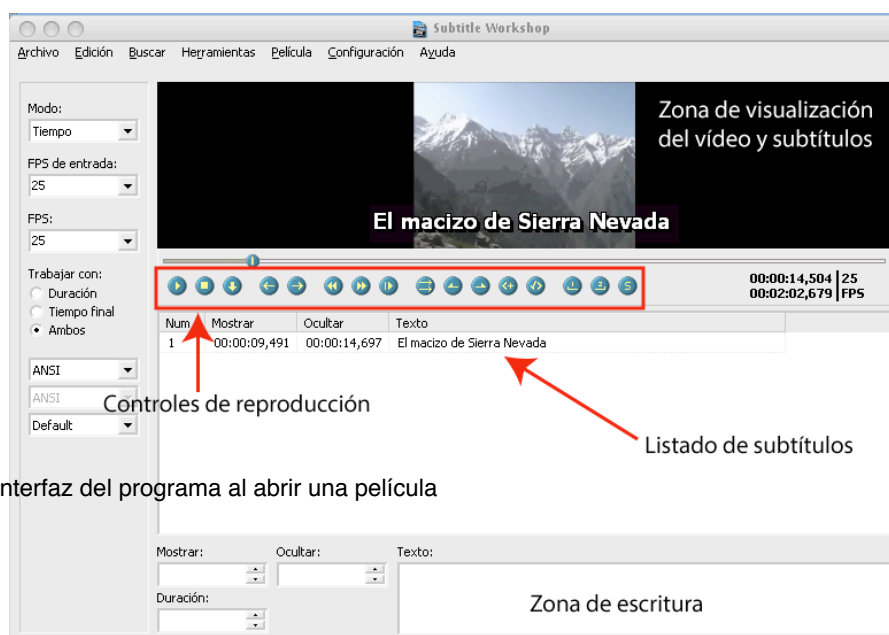 Subtitle Workshop
Archivo Edición Buscar Herramientas Película Configuración Ayuda
Modo:
Tiempo
FPS de entrada:
25
FPS:
25
Trabajar con:
Duración
Tiempo final
Ambos
ANSI
ANSI
Default
Zona de visualización
del vídeo y subtítulos
El macizo de Sierra Nevada
00:00:14,504 25
00:02:02,679 FPS
Num Mostrar Ocultar Texto
1 00:00:09,491 00:00:14,697 El macizo de Sierra Nevada
Controles de reproducción
Listado de subtítulos
nterfaz del programa al abrir una película
Mostrar: Ocultar: Texto:
Duración:
Zona de escritura